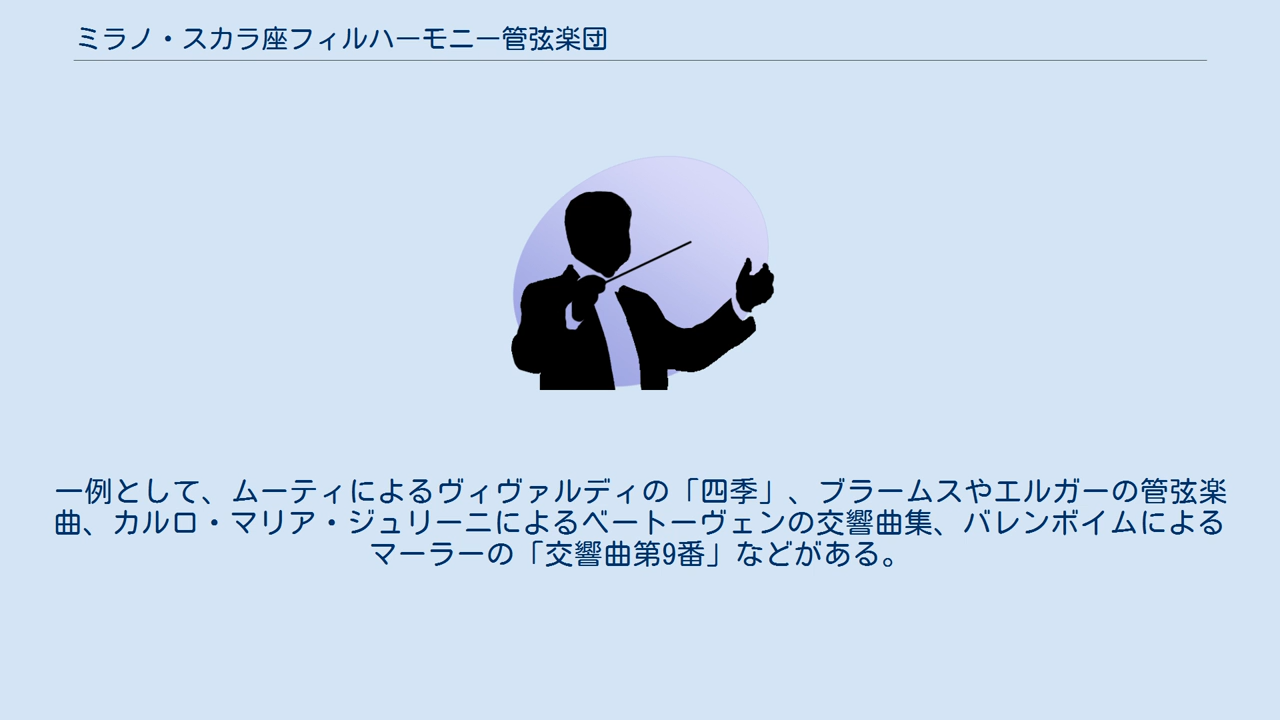 ミラノ・スカラ座フィルハーモニー管弦楽団
一例として、ムーティによるヴィヴァルディの「四季」、ブラームスやエルガーの管弦楽
曲、カルロ・マリア・ジュリーニによるベートーヴェンの交響曲集、バレンボイムによる
マーラーの「交響曲第9番」などがある。